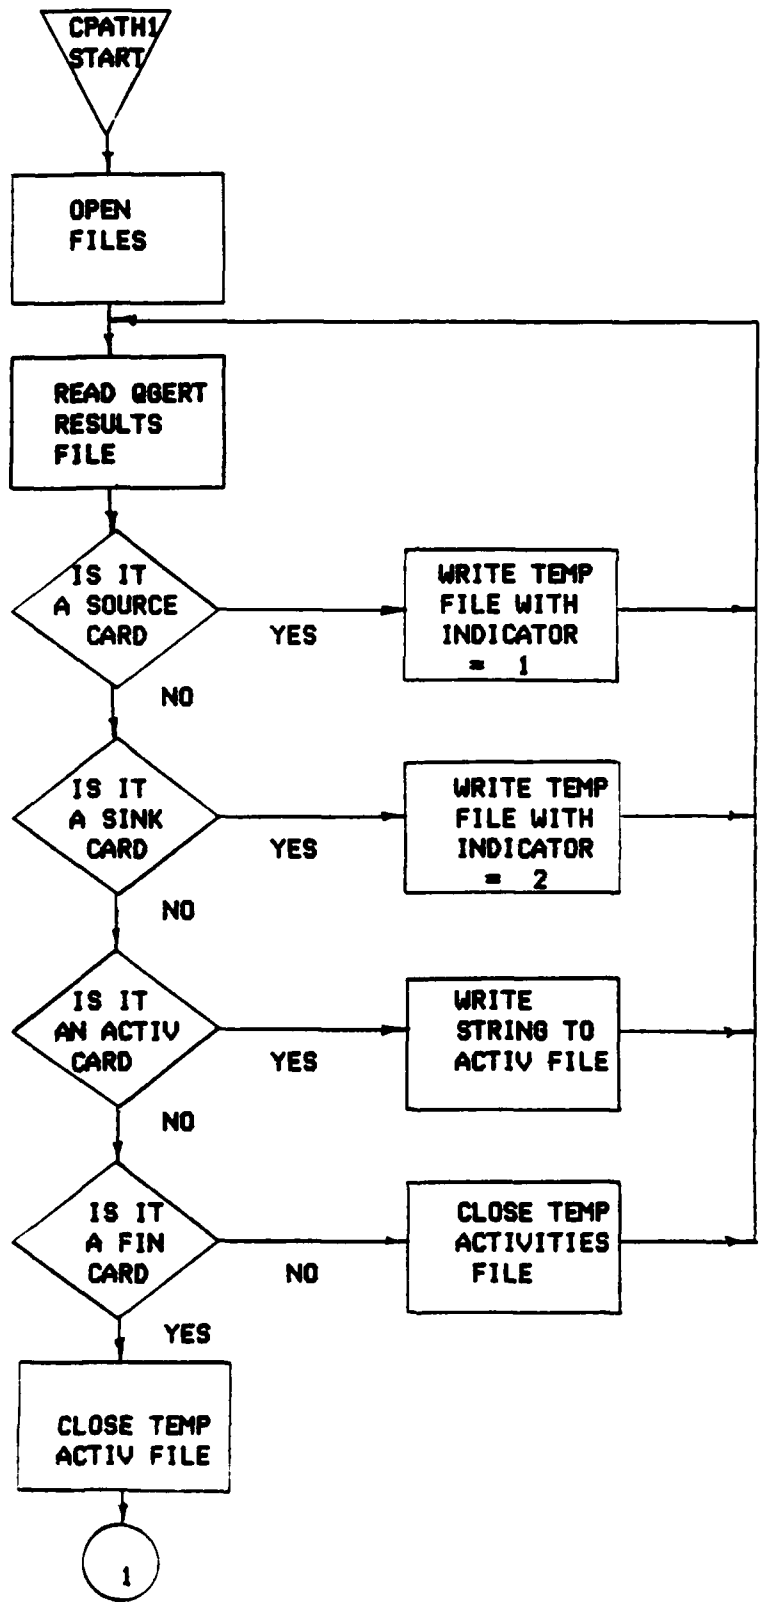 CPATH1
START
OPEN
FILES
READ QGERT
RESULTS
FILE
IS IT
A SOURCE
CARD
YES
WRITE TEMP
FILE WITH
INDICATOR
= 1
NO
IS IT
A SINK
CARD
YES
WRITE TEMP
FILE WITH
INDICATOR
= 2
NO
IS IT
AN ACTIV
CARD
YES
WRITE
STRING TO
ACTIV FILE
NO
IS IT
A FIN
CARD
NO
CLOSE TEMP
ACTIVITIES
FILE
YES
CLOSE TEMP
ACTIV FILE
1